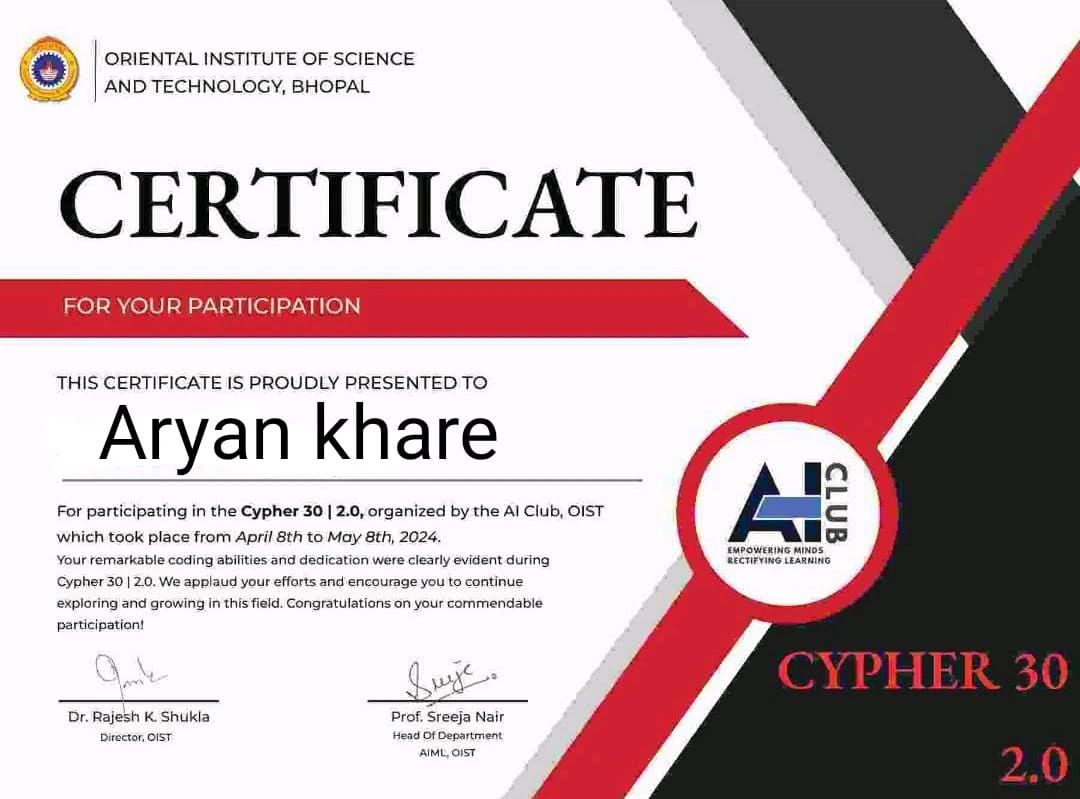 ORIENTAL INSTITUTE OF SCIENCE
AND TECHNOLOGY, BHOPAL
CERTIFICATE
FOR YOUR PARTICIPATION
THIS CERTIFICATE IS PROUDLY PRESENTED TO
Aryan khare
For participating in the Cypher 30 | 2.0, organized by the AI Club, OIST
which took place from April 8th to May 8th, 2024.
Your remarkable coding abilities and dedication were clearly evident during
Cypher 30 | 2.0. We applaud your efforts and encourage you to continue
exploring and growing in this field. Congratulations on your commendable
participation!
Dr. Rajesh K. Shukla
Director, OIST
Sreeja
Prof. Sreeja Nair
Head Of Department
AIML, OIST
AI CLUB
EMPOWERING MINDS
RECTIFYING LEARNING
CYPHER 30
2.0